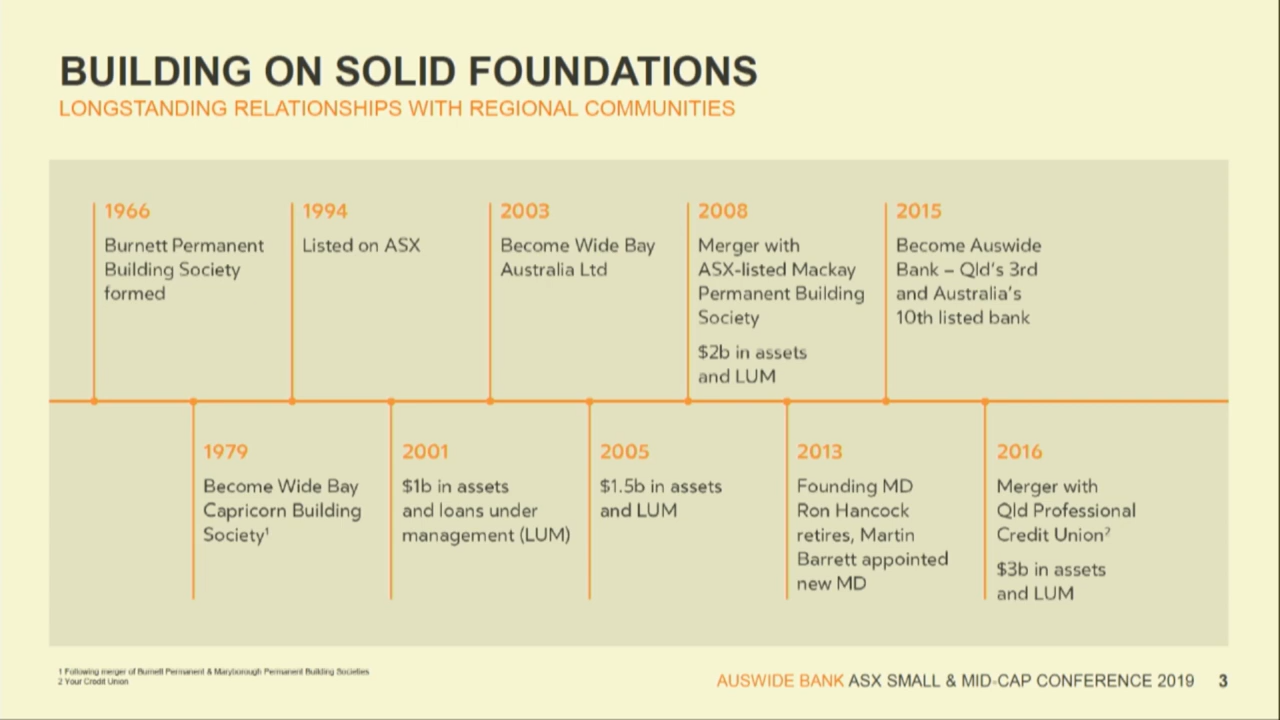 BUILDING ON SOLID FOUNDATIONS
LONGSTANDING RELATIONSHIPS WITH REGIONAL COMMUNITIES
1966
Burnett Permanent
Building Society
formed
1994
Listed on ASX
2003
Become Wide Bay
Australia Ltd
2008
Merger with
ASX-listed Mackay
Permanent Building
Society
$2b in assets
and LUM
2015
Become Auswide
Bank – Qld's 3rd
and Australia's
10th listed bank
1979
Become Wide Bay
Capricorn Building
Society¹
2001
$1b in assets
and loans under
management (LUM)
2005
$1.5b in assets
and LUM
2013
Founding MD
Ron Hancock
retires, Martin
Barrett appointed
new MD
2016
Merger with
Qld Professional
Credit Union²
$3b in assets
and LUM
1 Following merger of Burnett Permanent & Maryborough Permanent Building Societies
2 Your Credit Union
AUSWIDE BANK ASX SMALL & MID-CAP CONFERENCE 2019 3